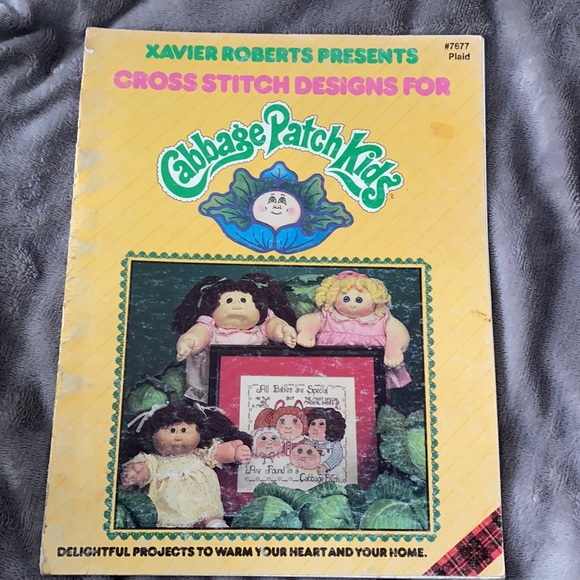 XAVIER ROBERTS PRESENTS
#7677
Plaid
CROSS STITCH DESIGNS FOR
Cabbage Patch Kids
All Babies are Special
BUT
Are Found in a
Cabbage Patch
DELIGHTFUL PROJECTS TO WARM YOUR HEART AND YOUR HOME.